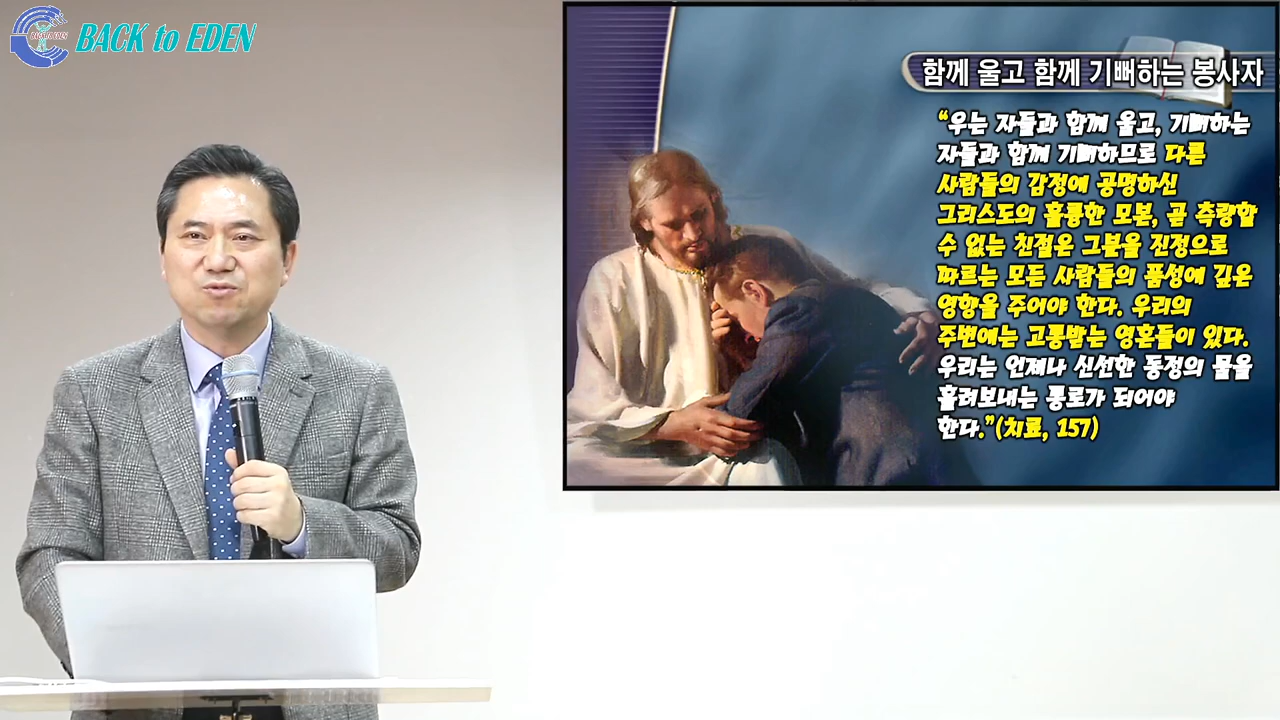 BACK to EDEN
함께 울고 함께 기뻐하는 봉사자
“우는 자들과 함께 울고, 기뻐하는
자들과 함께 기뻐하므로 다른
사람들의 감정에 공명하신
그리스도의 훌륭한 모본, 곧 측량할
수 없는 친절은 그분을 진정으로
따르는 모든 사람들의 품성에 깊은
영향을 주어야 한다. 우리의
주변에는 고통받는 영혼들이 있다.
우리는 언제나 신선한 동정의 물을
흘려보내는 통로가 되어야
한다.”(치료, 157)